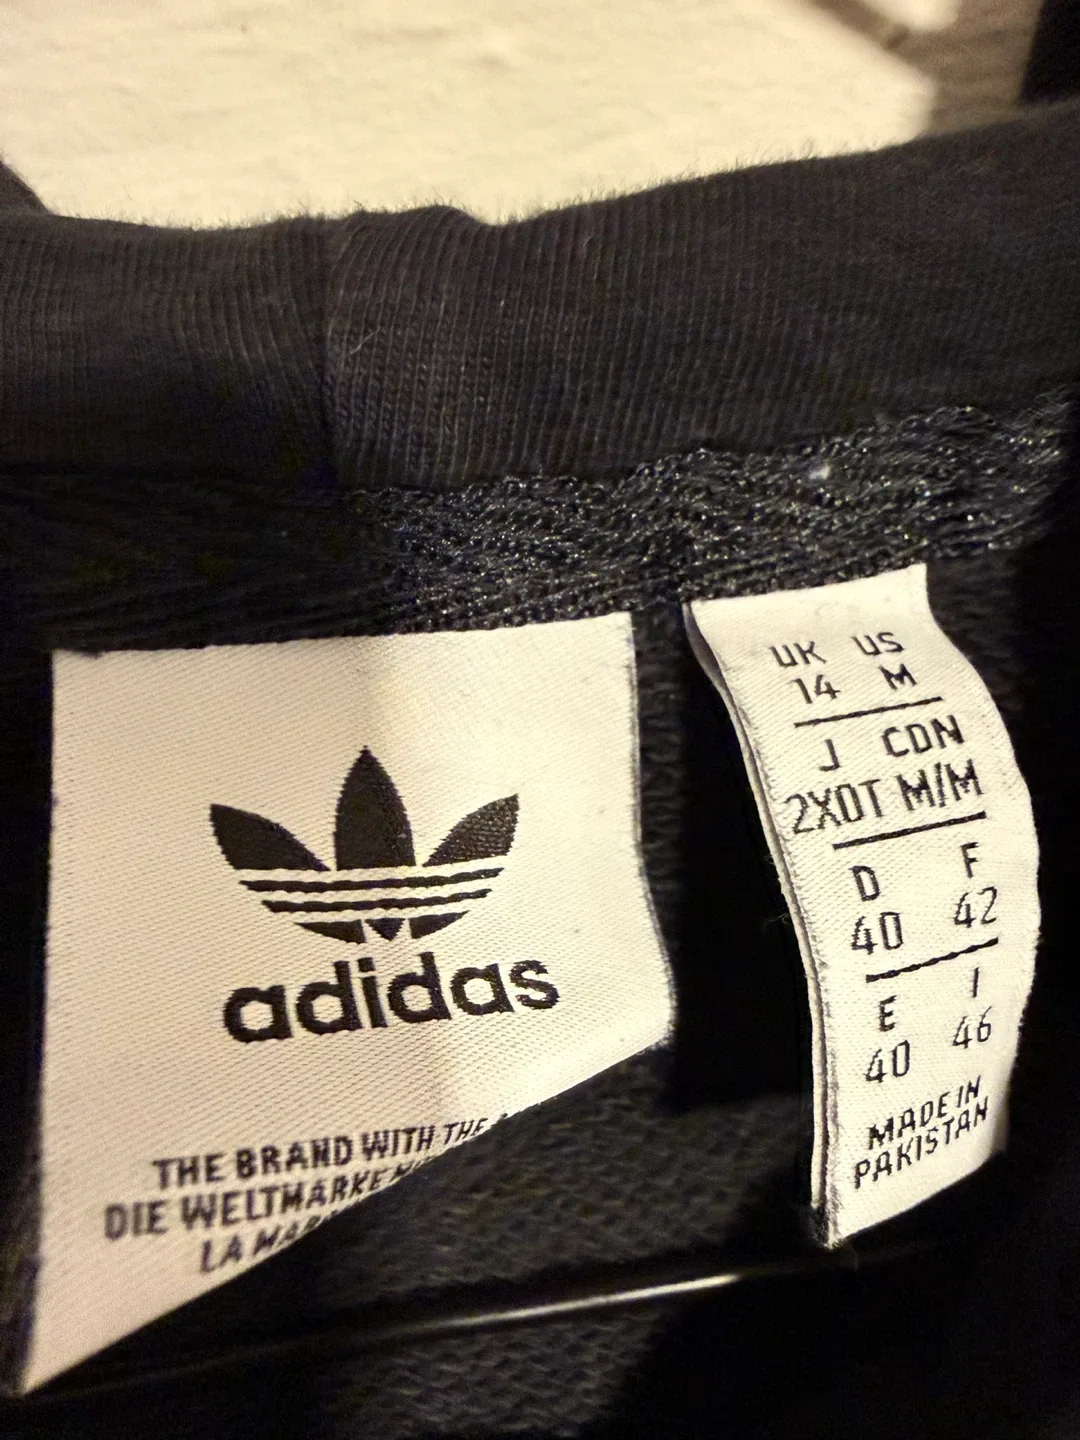 adidas
THE BRAND WITH THE
DIE WELTMARKE
LA
UK US
14 M
J CDN
2XOT M/M
D F
40 42
E I
40 46
MADE IN
PAKISTAN